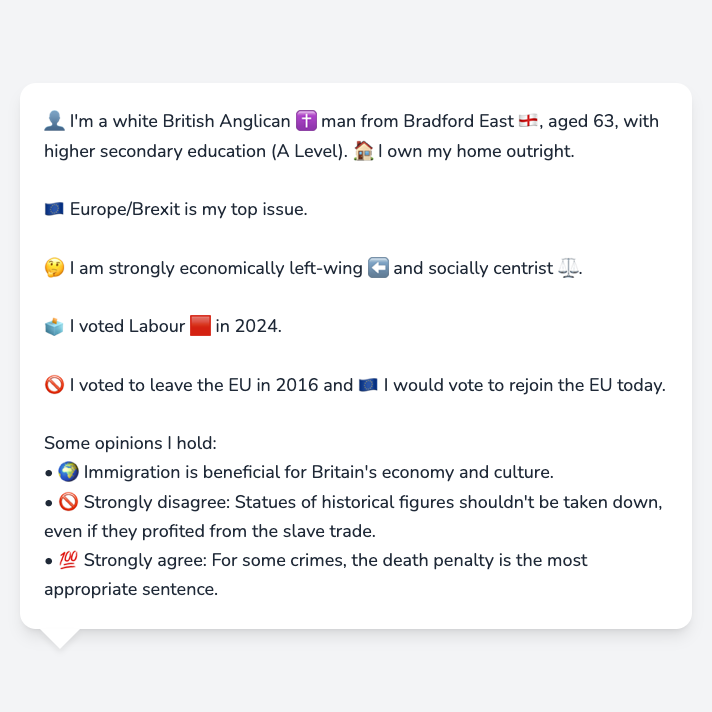 👤 I'm a white British Anglican ✝️ man from Bradford East 🏴󠁧󠁢󠁥󠁮󠁧󠁿, aged 63, with
higher secondary education (A Level). 🏠 I own my home outright.
🇪🇺 Europe/Brexit is my top issue.
🤔 I am strongly economically left-wing ⬅️ and socially centrist ⚖️.
🗳️ I voted Labour 🟥 in 2024.
🚫 I voted to leave the EU in 2016 and 🇪🇺 I would vote to rejoin the EU today.
Some opinions I hold:
• 🌍 Immigration is beneficial for Britain's economy and culture.
• 🚫 Strongly disagree: Statues of historical figures shouldn't be taken down,
even if they profited from the slave trade.
• 💯 Strongly agree: For some crimes, the death penalty is the most
appropriate sentence.